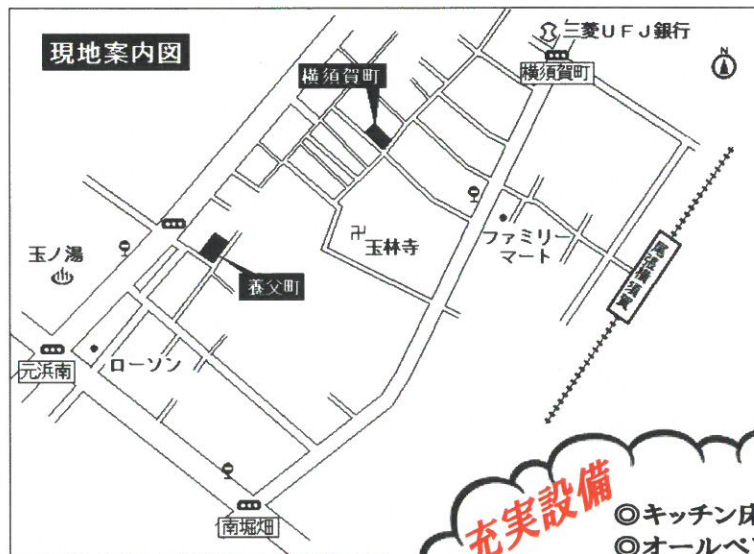 現地案内図
三菱UFJ銀行
横須賀町
横須賀町
N
玉林寺
ファミリー
マート
尾張横須賀
玉ノ湯
養父町
ローソン
元浜南
南堀畑
充実設備
◎キッチン床
◎オールペ